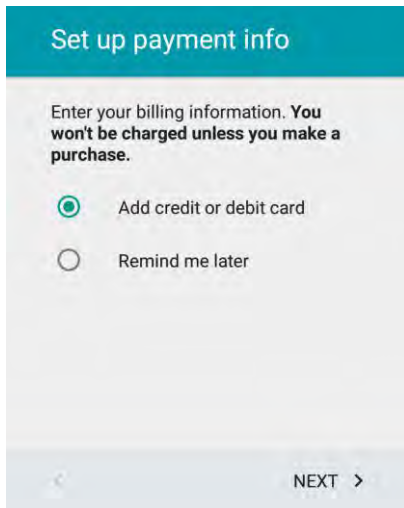 Set up payment info
Enter your billing information. You
won't be charged unless you make a
purchase.
Add credit or debit card
Remind me later
NEXT